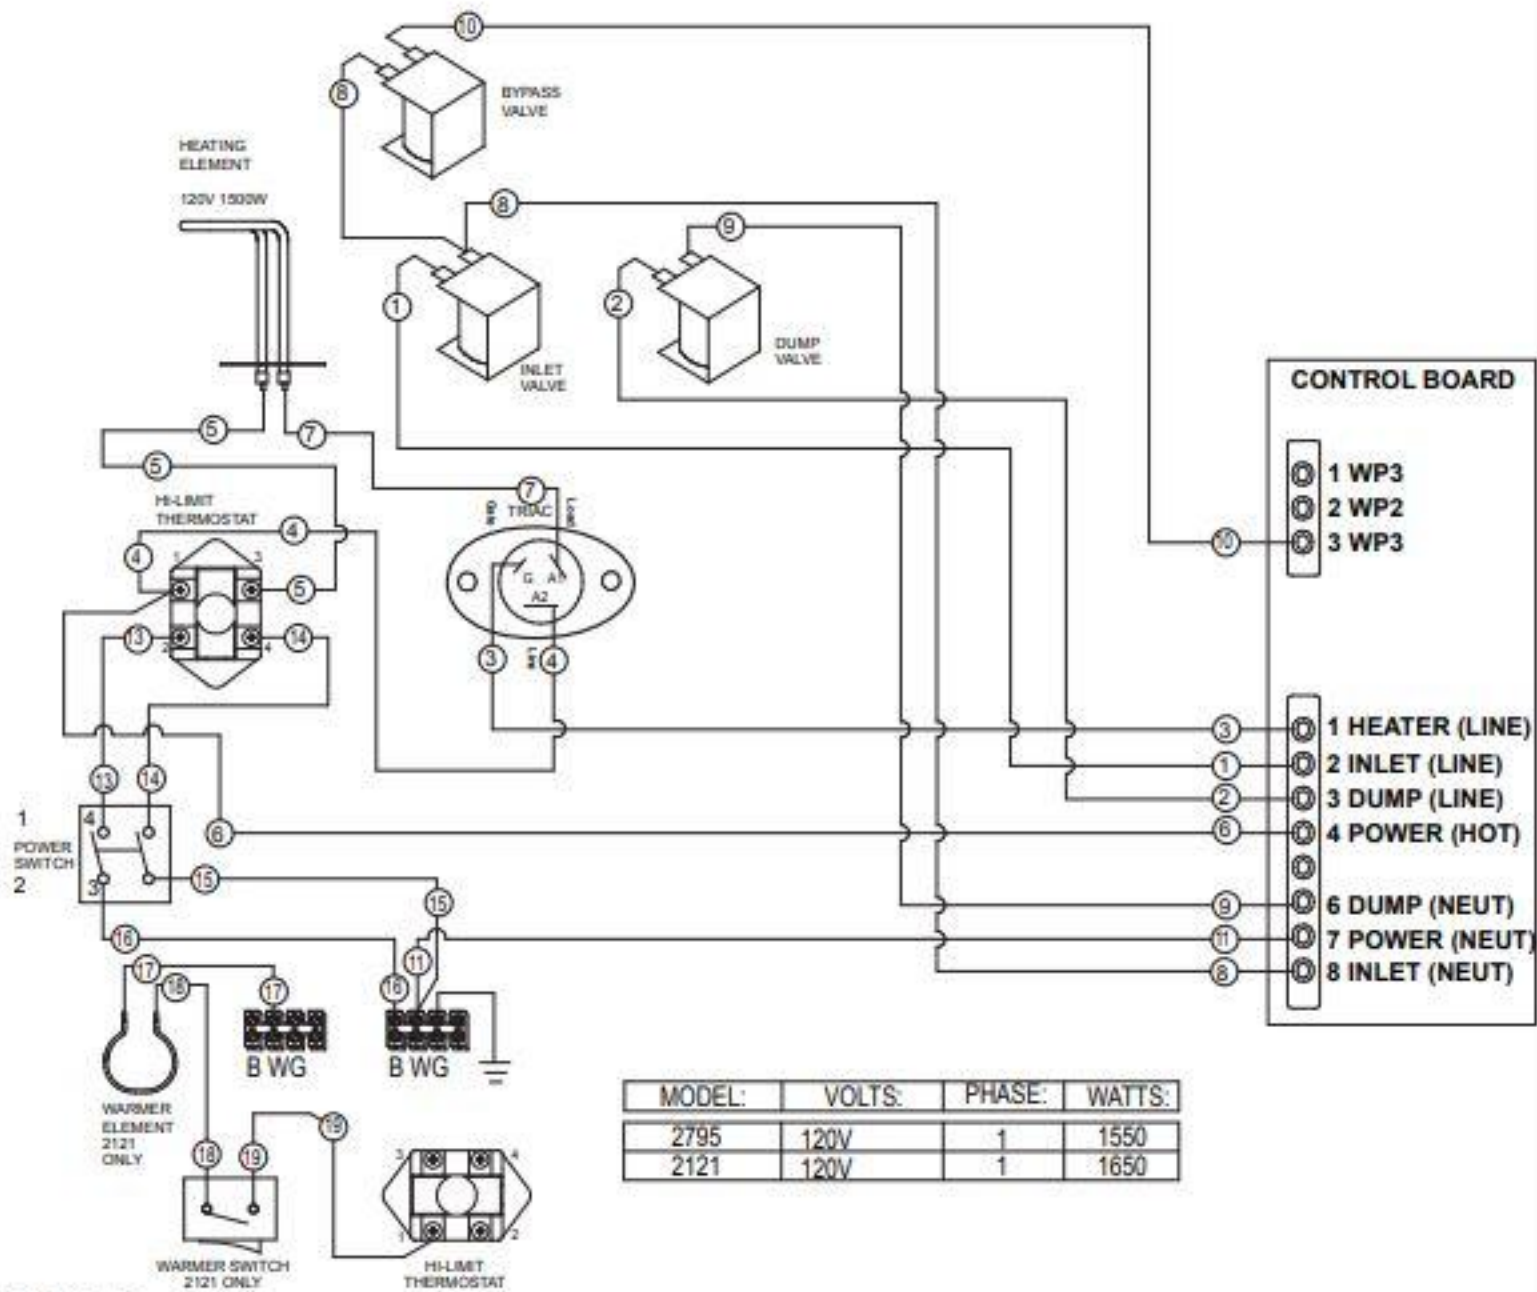 10
8
BYPASS
VALVE
HEATING
ELEMENT
120V 1500W
8
9
1
2
INLET
VALVE
DUMP
VALVE
CONTROL BOARD
5
7
5
1 WP3
2 WP2
10
3 WP3
HI-LIMIT
THERMOSTAT
7
TRIAC
Gate
Load
4
4
1
3
5
G
A1
A2
13
2
4
14
3
Line
4
3
1 HEATER (LINE)
1
2 INLET (LINE)
2
3 DUMP (LINE)
6
4 POWER (HOT)
9
6 DUMP (NEUT)
11
7 POWER (NEUT)
8
8 INLET (NEUT)
13
14
1
POWER
SWITCH
2
4
3
6
15
15
16
17
18
17
16
11
B WG
B WG
WARMER
ELEMENT
2121
ONLY
18
19
19
3
4
1
2
WARMER SWITCH
2121 ONLY
HI-LIMIT
THERMOSTAT
MODEL: VOLTS: PHASE: WATTS:
2795 120V 1 1550
2121 120V 1 1650